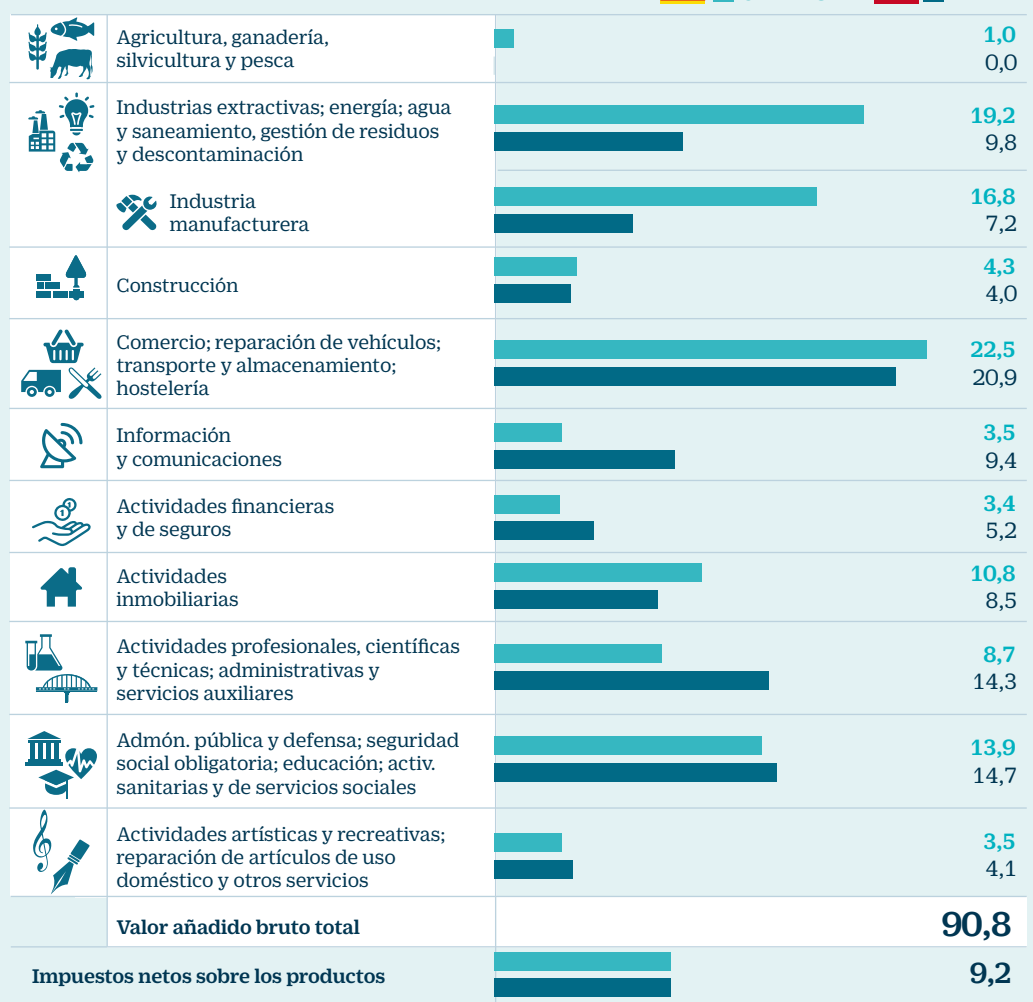 Agricultura, ganadería,
silvicultura y pesca
1,0
0,0
Industrias extractivas; energía; agua
y saneamiento, gestión de residuos
y descontaminación
19,2
9,8
Industria
manufacturera
16,8
7,2
Construcción
4,3
4,0
Comercio; reparación de vehículos;
transporte y almacenamiento;
hostelería
22,5
20,9
Información
y comunicaciones
3,5
9,4
Actividades financieras
y de seguros
3,4
5,2
Actividades
inmobiliarias
10,8
8,5
Actividades profesionales, científicas
y técnicas; administrativas y
servicios auxiliares
8,7
14,3
Admón. pública y defensa; seguridad
social obligatoria; educación; activ.
sanitarias y de servicios sociales
13,9
14,7
Actividades artísticas y recreativas;
reparación de artículos de uso
doméstico y otros servicios
3,5
4,1
Valor añadido bruto total
90,8
Impuestos netos sobre los productos
9,2